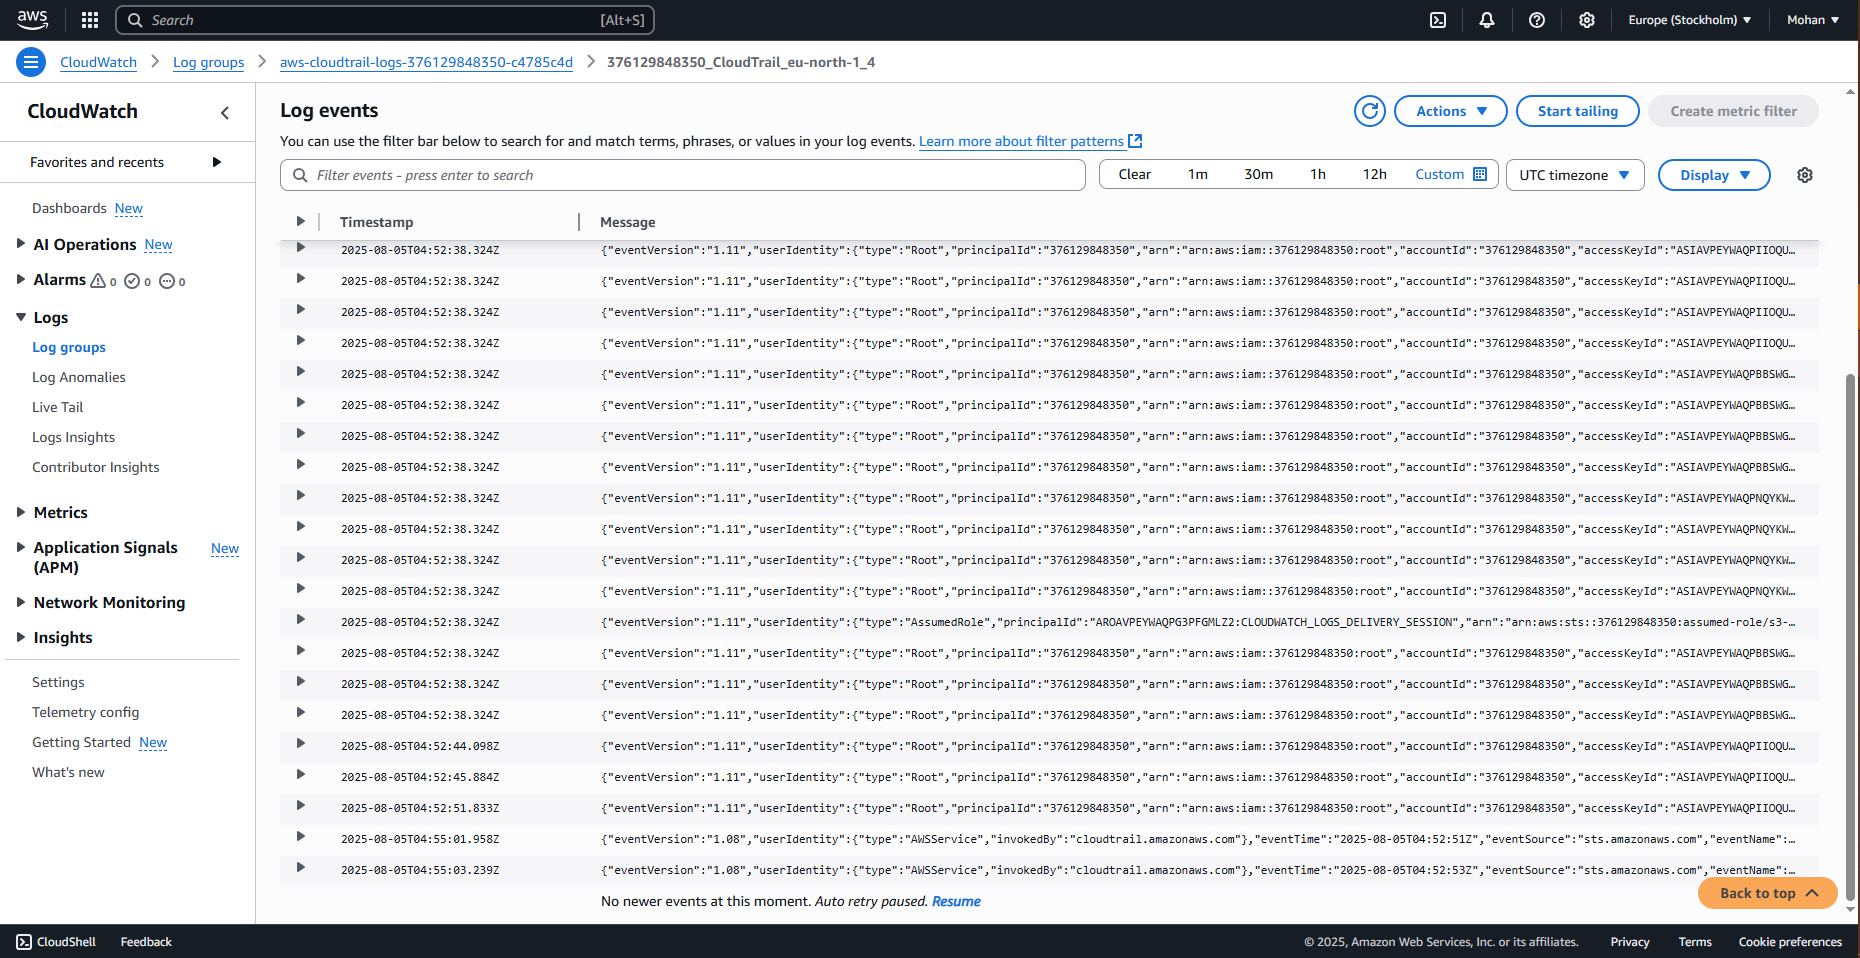 aws
Search [Alt+S] Europe (Stockholm) Mohan
CloudWatch Log groups aws-cloudtrail-logs-376129848350-c4785c4d 376129848350_CloudTrail_eu-north-1_4
CloudWatch
Favorites and recents
Dashboards New
AI Operations New
Alarms 0 0 0
Logs
Log groups
Log Anomalies
Live Tail
Logs Insights
Contributor Insights
Metrics
Application Signals (APM) New
Network Monitoring
Insights
Settings
Telemetry config
Getting Started New
What's new
Log events
Actions Start tailing Create metric filter
You can use the filter bar below to search for and match terms, phrases, or values in your log events. Learn more about filter patterns
Filter events - press enter to search Clear 1m 30m 1h 12h Custom UTC timezone Display
Timestamp Message
2025-08-05T04:52:38.324Z {"eventVersion":"1.11","userIdentity":{"type":"Root","principalId":"376129848350","arn":"arn:aws:iam::376129848350:root","accountId":"376129848350","accessKeyId":"ASIAVPEYWAQPIIOQU…
2025-08-05T04:52:38.324Z {"eventVersion":"1.11","userIdentity":{"type":"Root","principalId":"376129848350","arn":"arn:aws:iam::376129848350:root","accountId":"376129848350","accessKeyId":"ASIAVPEYWAQPIIOQU…
2025-08-05T04:52:38.324Z {"eventVersion":"1.11","userIdentity":{"type":"Root","principalId":"376129848350","arn":"arn:aws:iam::376129848350:root","accountId":"376129848350","accessKeyId":"ASIAVPEYWAQPIIOQU…
2025-08-05T04:52:38.324Z {"eventVersion":"1.11","userIdentity":{"type":"Root","principalId":"376129848350","arn":"arn:aws:iam::376129848350:root","accountId":"376129848350","accessKeyId":"ASIAVPEYWAQPIIOQU…
2025-08-05T04:52:38.324Z {"eventVersion":"1.11","userIdentity":{"type":"Root","principalId":"376129848350","arn":"arn:aws:iam::376129848350:root","accountId":"376129848350","accessKeyId":"ASIAVPEYWAQPBBSWG…
2025-08-05T04:52:38.324Z {"eventVersion":"1.11","userIdentity":{"type":"Root","principalId":"376129848350","arn":"arn:aws:iam::376129848350:root","accountId":"376129848350","accessKeyId":"ASIAVPEYWAQPBBSWG…
2025-08-05T04:52:38.324Z {"eventVersion":"1.11","userIdentity":{"type":"Root","principalId":"376129848350","arn":"arn:aws:iam::376129848350:root","accountId":"376129848350","accessKeyId":"ASIAVPEYWAQPBBSWG…
2025-08-05T04:52:38.324Z {"eventVersion":"1.11","userIdentity":{"type":"Root","principalId":"376129848350","arn":"arn:aws:iam::376129848350:root","accountId":"376129848350","accessKeyId":"ASIAVPEYWAQPBBSWG…
2025-08-05T04:52:38.324Z {"eventVersion":"1.11","userIdentity":{"type":"Root","principalId":"376129848350","arn":"arn:aws:iam::376129848350:root","accountId":"376129848350","accessKeyId":"ASIAVPEYWAQPNQYKW…
2025-08-05T04:52:38.324Z {"eventVersion":"1.11","userIdentity":{"type":"Root","principalId":"376129848350","arn":"arn:aws:iam::376129848350:root","accountId":"376129848350","accessKeyId":"ASIAVPEYWAQPNQYKW…
2025-08-05T04:52:38.324Z {"eventVersion":"1.11","userIdentity":{"type":"Root","principalId":"376129848350","arn":"arn:aws:iam::376129848350:root","accountId":"376129848350","accessKeyId":"ASIAVPEYWAQPNQYKW…
2025-08-05T04:52:38.324Z {"eventVersion":"1.11","userIdentity":{"type":"Root","principalId":"376129848350","arn":"arn:aws:iam::376129848350:root","accountId":"376129848350","accessKeyId":"ASIAVPEYWAQPNQYKW…
2025-08-05T04:52:38.324Z {"eventVersion":"1.11","userIdentity":{"type":"AssumedRole","principalId":"AROAVPEYWAQPG3PFGMLZ2:CLOUDWATCH_LOGS_DELIVERY_SESSION","arn":"arn:aws:sts::376129848350:assumed-role/s3-…
2025-08-05T04:52:38.324Z {"eventVersion":"1.11","userIdentity":{"type":"Root","principalId":"376129848350","arn":"arn:aws:iam::376129848350:root","accountId":"376129848350","accessKeyId":"ASIAVPEYWAQPBBSWG…
2025-08-05T04:52:38.324Z {"eventVersion":"1.11","userIdentity":{"type":"Root","principalId":"376129848350","arn":"arn:aws:iam::376129848350:root","accountId":"376129848350","accessKeyId":"ASIAVPEYWAQPBBSWG…
2025-08-05T04:52:38.324Z {"eventVersion":"1.11","userIdentity":{"type":"Root","principalId":"376129848350","arn":"arn:aws:iam::376129848350:root","accountId":"376129848350","accessKeyId":"ASIAVPEYWAQPBBSWG…
2025-08-05T04:52:44.098Z {"eventVersion":"1.11","userIdentity":{"type":"Root","principalId":"376129848350","arn":"arn:aws:iam::376129848350:root","accountId":"376129848350","accessKeyId":"ASIAVPEYWAQPIIOQU…
2025-08-05T04:52:45.884Z {"eventVersion":"1.11","userIdentity":{"type":"Root","principalId":"376129848350","arn":"arn:aws:iam::376129848350:root","accountId":"376129848350","accessKeyId":"ASIAVPEYWAQPIIOQU…
2025-08-05T04:52:51.833Z {"eventVersion":"1.11","userIdentity":{"type":"Root","principalId":"376129848350","arn":"arn:aws:iam::376129848350:root","accountId":"376129848350","accessKeyId":"ASIAVPEYWAQPIIOQU…
2025-08-05T04:55:01.958Z {"eventVersion":"1.08","userIdentity":{"type":"AWSService","invokedBy":"cloudtrail.amazonaws.com"},"eventTime":"2025-08-05T04:52:51Z","eventSource":"sts.amazonaws.com","eventName":…
2025-08-05T04:55:03.239Z {"eventVersion":"1.08","userIdentity":{"type":"AWSService","invokedBy":"cloudtrail.amazonaws.com"},"eventTime":"2025-08-05T04:52:53Z","eventSource":"sts.amazonaws.com","eventName":…
No newer events at this moment. Auto retry paused. Resume
Back to top
CloudShell Feedback © 2025, Amazon Web Services, Inc. or its affiliates. Privacy Terms Cookie preferences